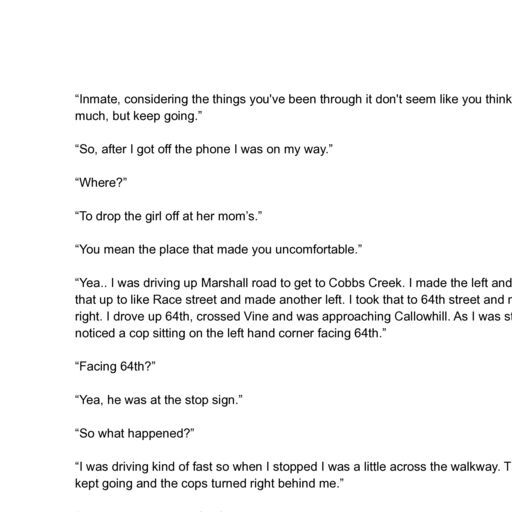 “Inmate, considering the things you've been through it don't seem like you think
much, but keep going.”
“So, after I got off the phone I was on my way.”
“Where?”
“To drop the girl off at her mom’s.”
“You mean the place that made you uncomfortable.”
“Yea.. I was driving up Marshall road to get to Cobbs Creek. I made the left and
that up to like Race street and made another left. I took that to 64th street and
right. I drove up 64th, crossed Vine and was approaching Callowhill. As I was
noticed a cop sitting on the left hand corner facing 64th.”
“Facing 64th?”
“Yea, he was at the stop sign.”
“So what happened?”
“I was driving kind of fast so when I stopped I was a little across the walkway.
kept going and the cops turned right behind me.”